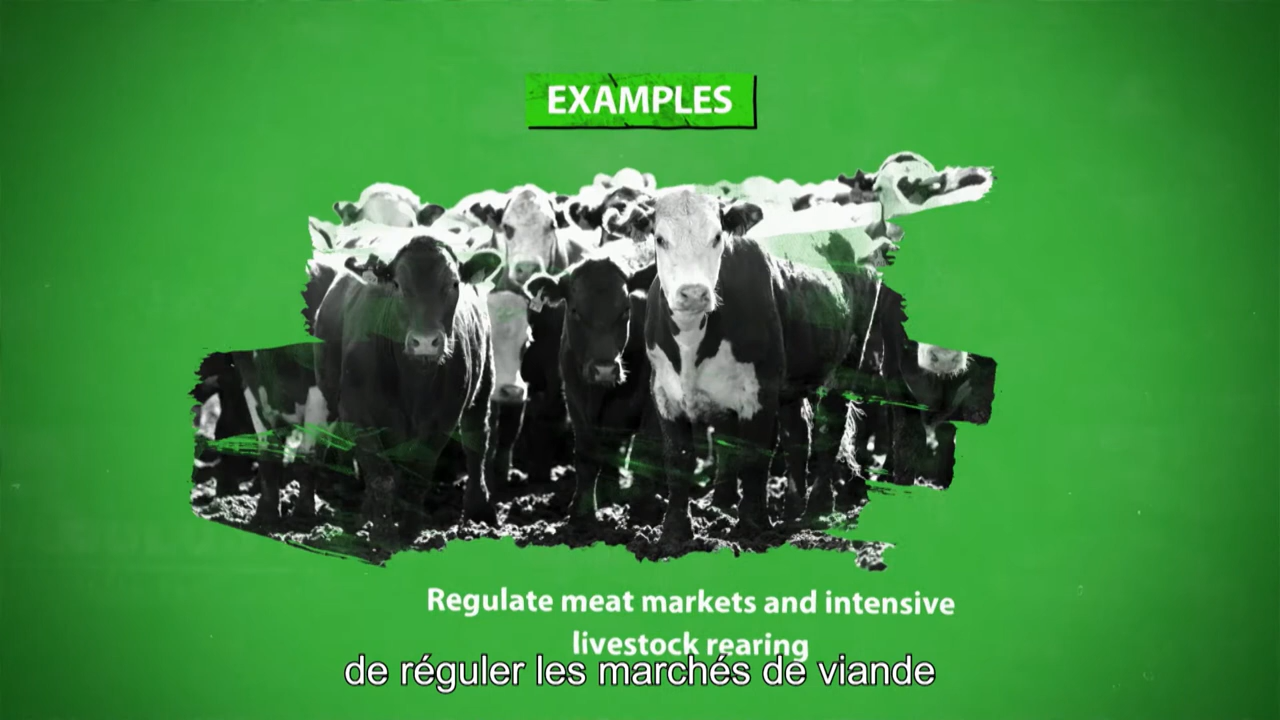 EXAMPLES
Regulate meat markets and intensive
livestock rearing
de réguler les marchés de viande